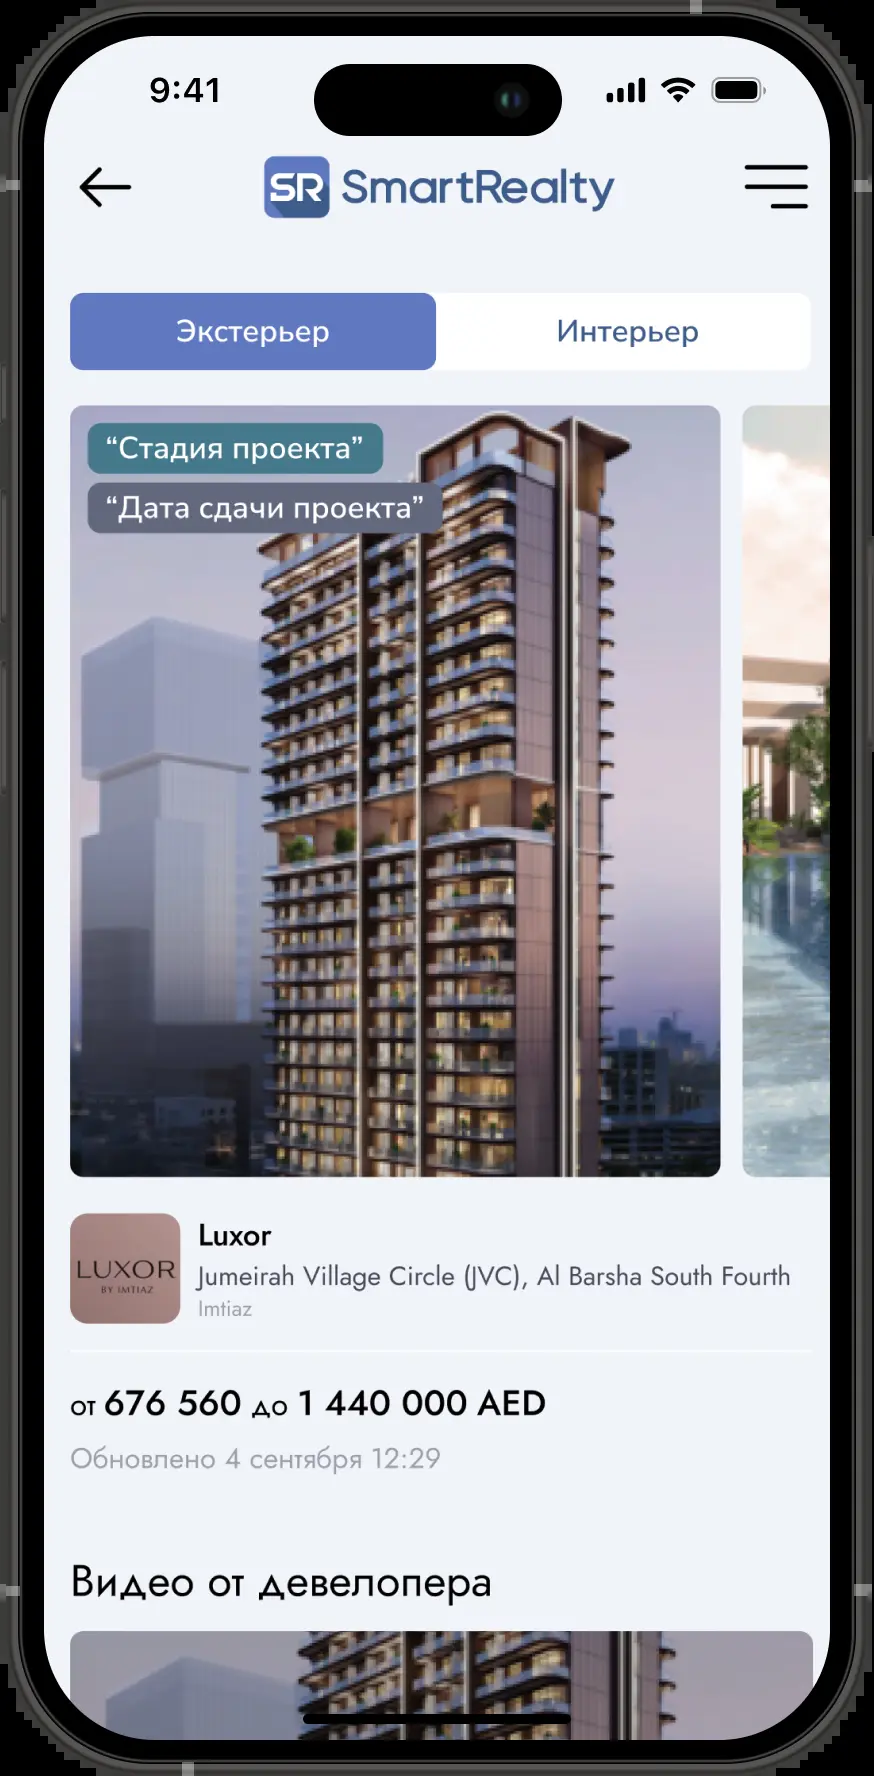 9:41
SR SmartRealty
Экстерьер
Интерьер
“Стадия проекта”
“Дата сдачи проекта”
LUXOR
BY IMTIAZ
Luxor
Jumeirah Village Circle (JVC), Al Barsha South Fourth
Imtiaz
от 676 560 до 1 440 000 AED
Обновлено 4 сентября 12:29
Видео от девелопера